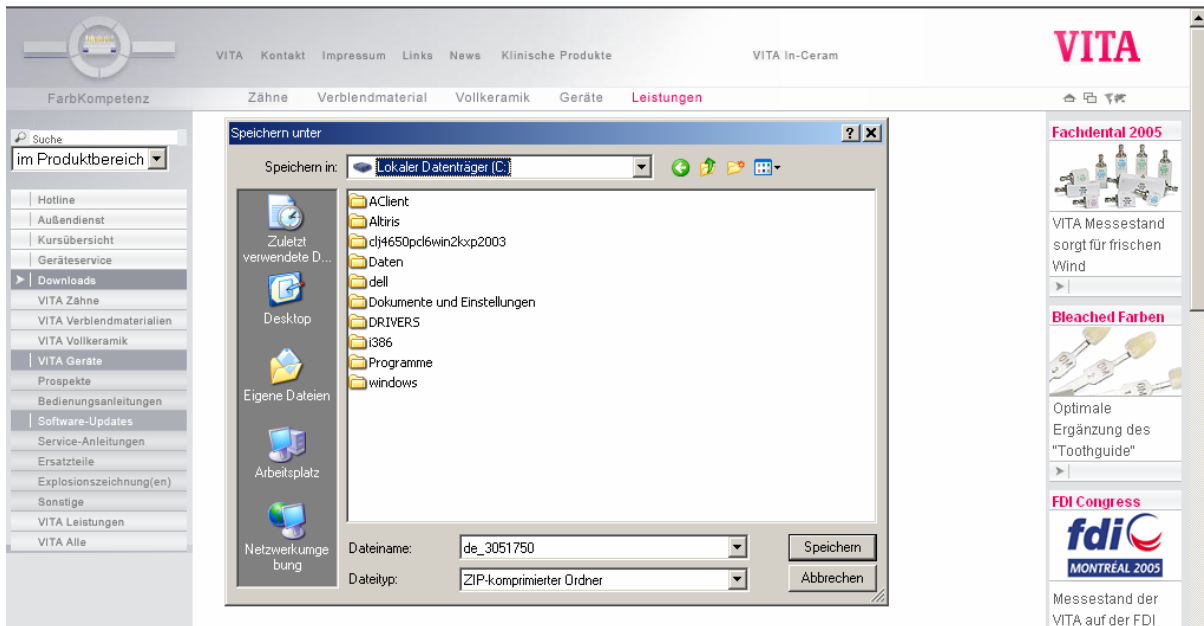 VITA Kontakt Impressum Links News Klinische Produkte VITA In-Ceram
VITA
FarbKompetenz
Zähne Verblendmaterial Vollkeramik Geräte Leistungen
Suche
im Produktbereich
Hotline
Außendienst
Kursübersicht
Geräteservice
Downloads
VITA Zähne
VITA Verblendmaterialien
VITA Vollkeramik
VITA Geräte
Prospekte
Bedienungsanleitungen
Software-Updates
Service-Anleitungen
Ersatzteile
Explosionszeichnung(en)
Sonstige
VITA Leistungen
VITA Alle
Speichern unter
Speichern in: Lokaler Datenträger (C:)
Zuletzt
verwendete D...
Desktop
Eigene Dateien
Arbeitsplatz
Netzwerkumge
bung
AClient
Altiris
clj4650pcl6win2kxp2003
Daten
dell
Dokumente und Einstellungen
DRIVERS
i386
Programme
windows
Dateiname: de_3051750 Speichern
Dateityp: ZIP-komprimierter Ordner Abbrechen
Fachdental 2005
VITA Messestand
sorgt für frischen
Wind
Bleached Farben
Optimale
Ergänzung des
"Toothguide"
FDI Congress
fdi
MONTRÉAL 2005
Messestand der
VITA auf der FDI